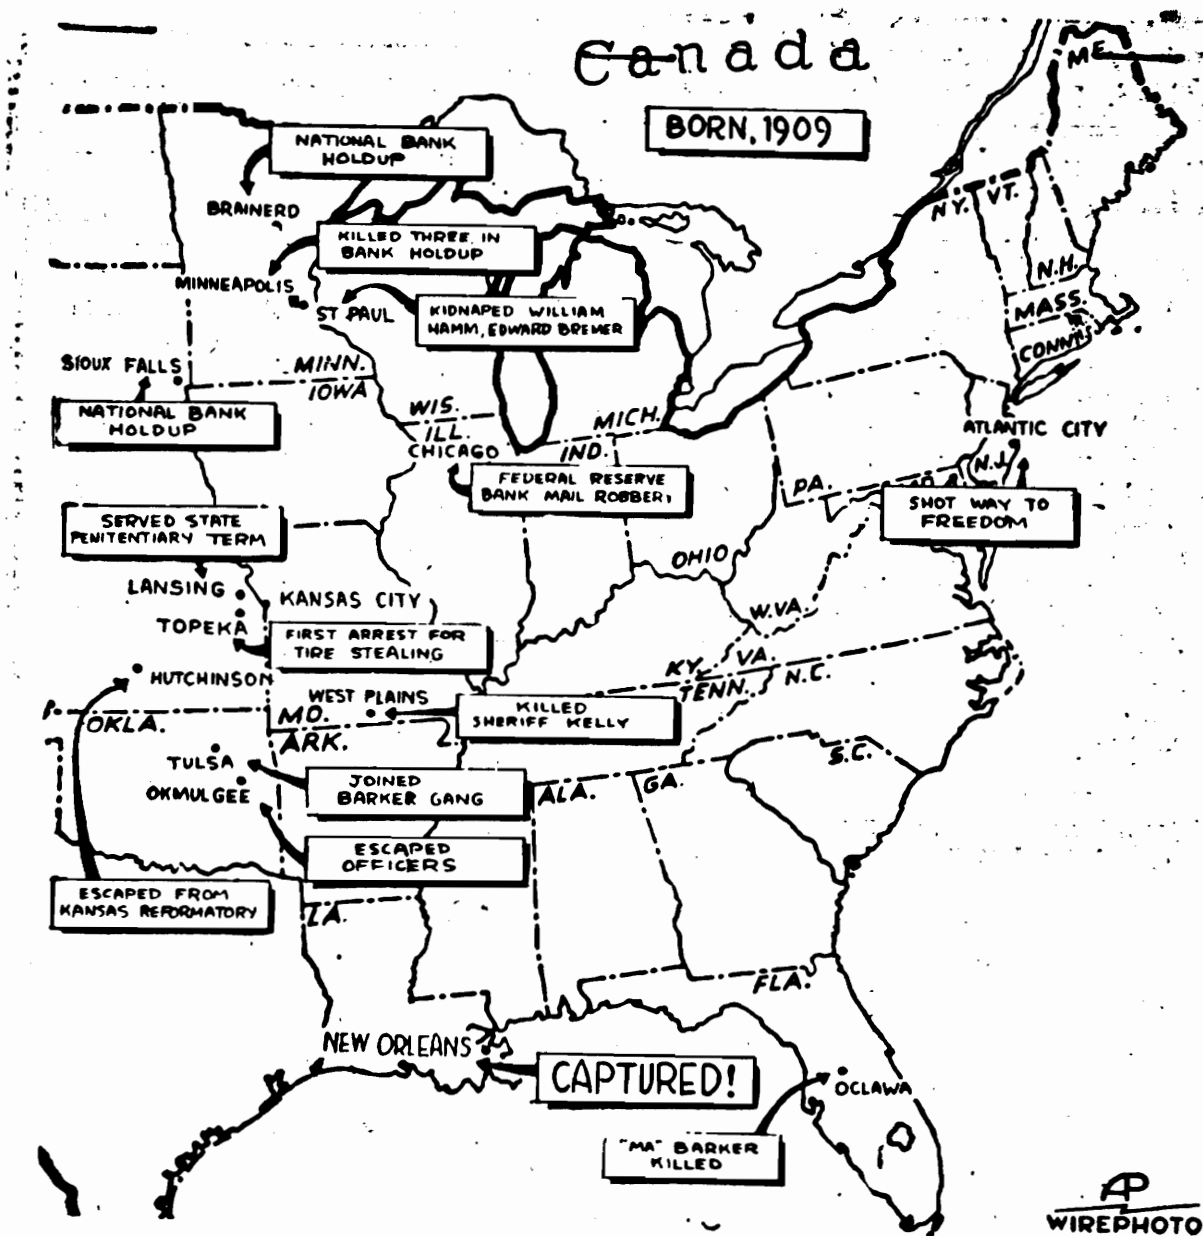 Canada
ME
BORN, 1909
NATIONAL BANK
HOLDUP
BRAINERD
NY. VT.
KILLED THREE IN
BANK HOLDUP
N.H.
MINNEAPOLIS
ST PAUL
KIDNAPED WILLIAM
HAMM, EDWARD BREMER
MASS.
CONN.
SIOUX FALLS
MINN.
IOWA
NATIONAL BANK
HOLDUP
WIS.
ILL.
MICH.
CHICAGO
IND.
ATLANTIC CITY
N.J.
FEDERAL RESERVE
BANK MAIL
PA.
SHOT WAY TO
FREEDOM
SERVED STATE
PENITENTIARY TERM
OHIO
LANSING
KANSAS CITY
W.VA.
TOPEKA
FIRST ARREST FOR
TIRE STEALING
KY.
VA.
TENN.
N.C.
HUTCHINSON
WEST PLAINS
KILLED
SHERIFF KELLY
OKLA.
MO.
ARK.
S.C.
TULSA
JOINED
BARKER GANG
ALA.
GA.
OKMULGEE
ESCAPED
OFFICERS
ESCAPED FROM
KANSAS REFORMATORY
LA.
FLA.
NEW ORLEANS
CAPTURED!
OCLAWA
"MA" BARKER
KILLED
AP
WIREPHOTO